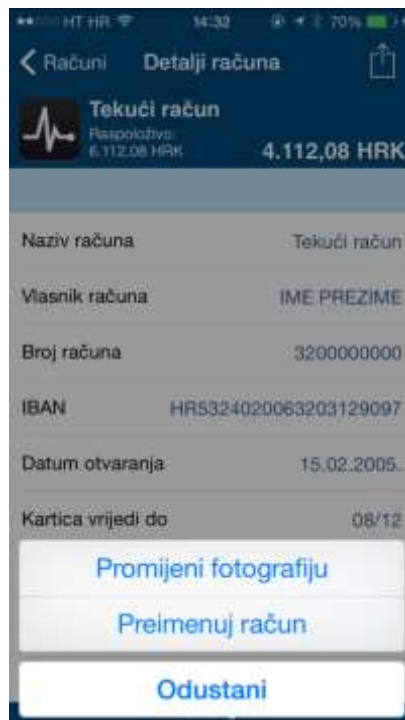 HT HR 14:32 70%
Računi Detalji računa
Tekući račun
Raspoloživo:
6.112,08 HRK 4.112,08 HRK
Naziv računa Tekući račun
Vlasnik računa IME PREZIME
Broj računa 3200000000
IBAN HR5324020063203129097
Datum otvaranja 15.02.2005.
Kartica vrijedi do 08/12
Promijeni fotografiju
Preimenuj račun
Odustani